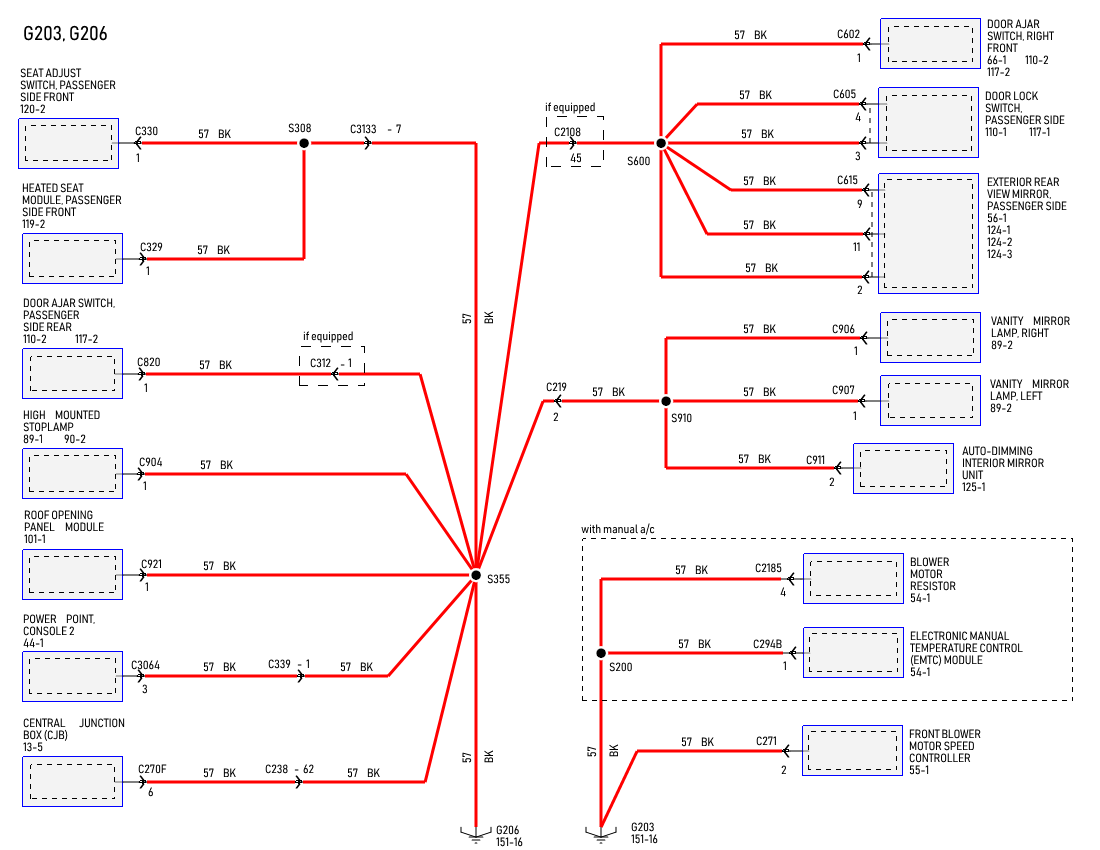 G203, G206
SEAT ADJUST
SWITCH, PASSENGER
SIDE FRONT
120-2
C330
1
57 BK
S308
C3133 - 7
HEATED SEAT
MODULE, PASSENGER
SIDE FRONT
119-2
C329
1
57 BK
57 BK
DOOR AJAR SWITCH,
PASSENGER
SIDE REAR
110-2 117-2
C820
1
57 BK
if equipped
C312 - 1
HIGH MOUNTED
STOPLAMP
89-1 90-2
C904
1
57 BK
ROOF OPENING
PANEL MODULE
101-1
C921
1
57 BK
S355
POWER POINT,
CONSOLE 2
44-1
C3064
3
57 BK
C339 - 1
57 BK
CENTRAL JUNCTION
BOX (CJB)
13-5
C270F
6
57 BK
C238 - 62
57 BK
57 BK
G206
151-16
if equipped
C2108
45
S600
57 BK
C602
1
DOOR AJAR
SWITCH, RIGHT
FRONT
66-1 110-2
117-2
57 BK
C605
4
57 BK
3
DOOR LOCK
SWITCH,
PASSENGER SIDE
110-1 117-1
57 BK
C615
9
57 BK
11
57 BK
2
EXTERIOR REAR
VIEW MIRROR,
PASSENGER SIDE
56-1
124-1
124-2
124-3
C219
2
57 BK
S910
57 BK
C906
1
VANITY MIRROR
LAMP, RIGHT
89-2
57 BK
C907
1
VANITY MIRROR
LAMP, LEFT
89-2
57 BK
C911
2
AUTO-DIMMING
INTERIOR MIRROR
UNIT
125-1
with manual a/c
57 BK
C2185
4
BLOWER
MOTOR
RESISTOR
54-1
S200
57 BK
C294B
1
ELECTRONIC MANUAL
TEMPERATURE CONTROL
(EMTC) MODULE
54-1
57 BK
57 BK
C271
2
FRONT BLOWER
MOTOR SPEED
CONTROLLER
55-1
G203
151-16